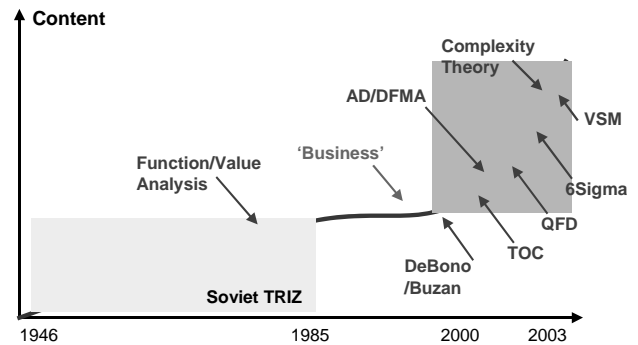 Content
Complexity
Theory
AD/DFMA
VSM
'Business'
Function/Value
Analysis
6Sigma
QFD
TOC
DeBono
/Buzan
Soviet TRIZ
1946
1985
2000
2003